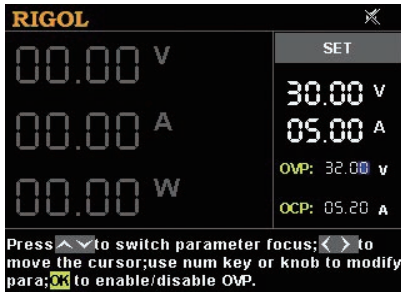 RIGOL
SET
00.00 V
30.00 V
00.00 A
05.00 A
OVP: 32.00 V
00.00 W
OCP: 05.20 A
Press to switch parameter
focus; < > to
move the cursor;use num key or knob to modify
para;OK to enable/disable OVP.